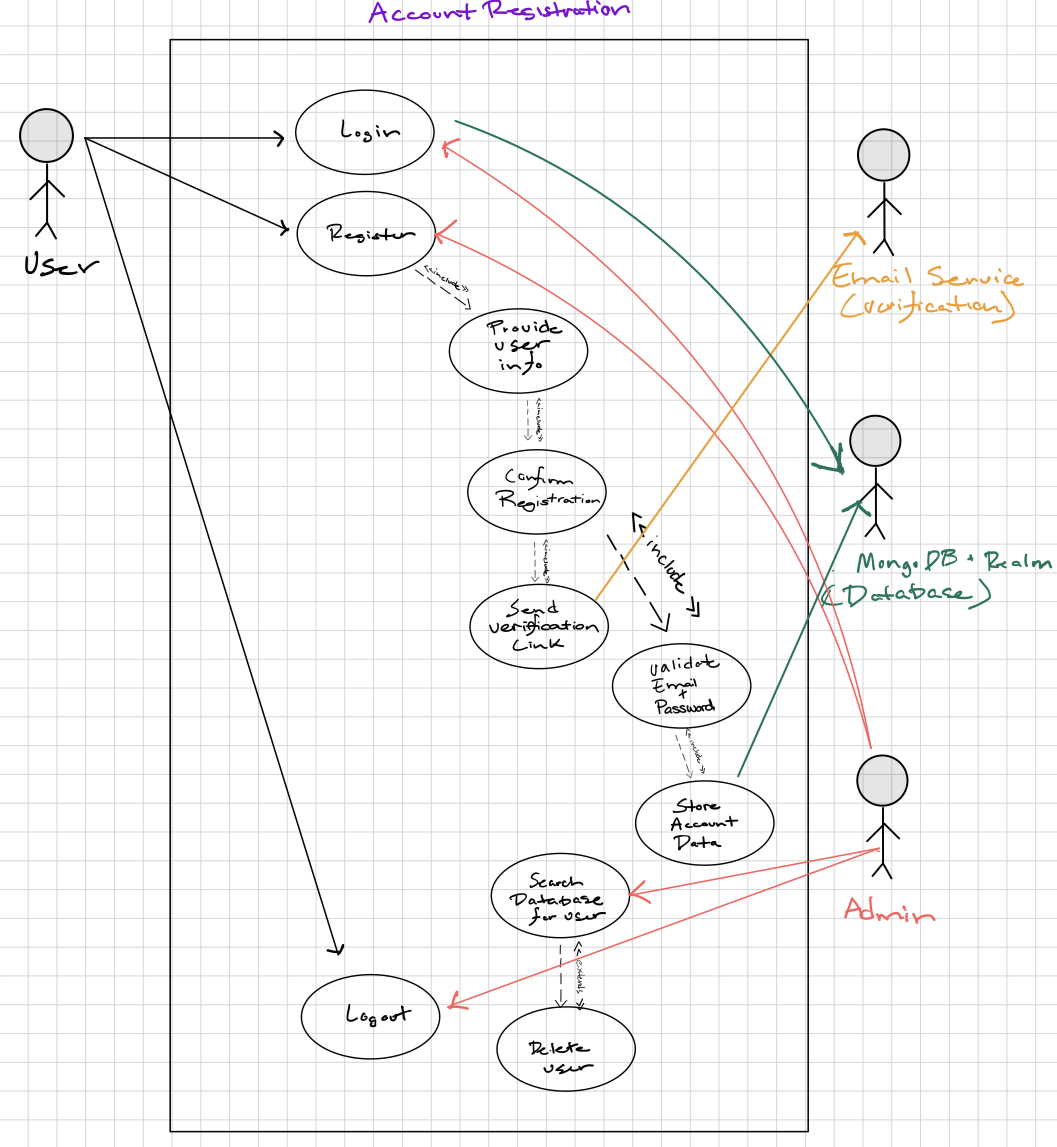 Account Registration
Login
Register
User
<<include>>
Provide
user
info
<<include>>
Confirm
Registration
<<include>>
<<include>>
Send
verification
Link
Validate
Email
+
Password
<<include>>
Store
Account
Data
Search
Database
for user
<<extends>>
Delete
user
Logout
Email Service
(verification)
MongoDB + Realm
(Database)
Admin